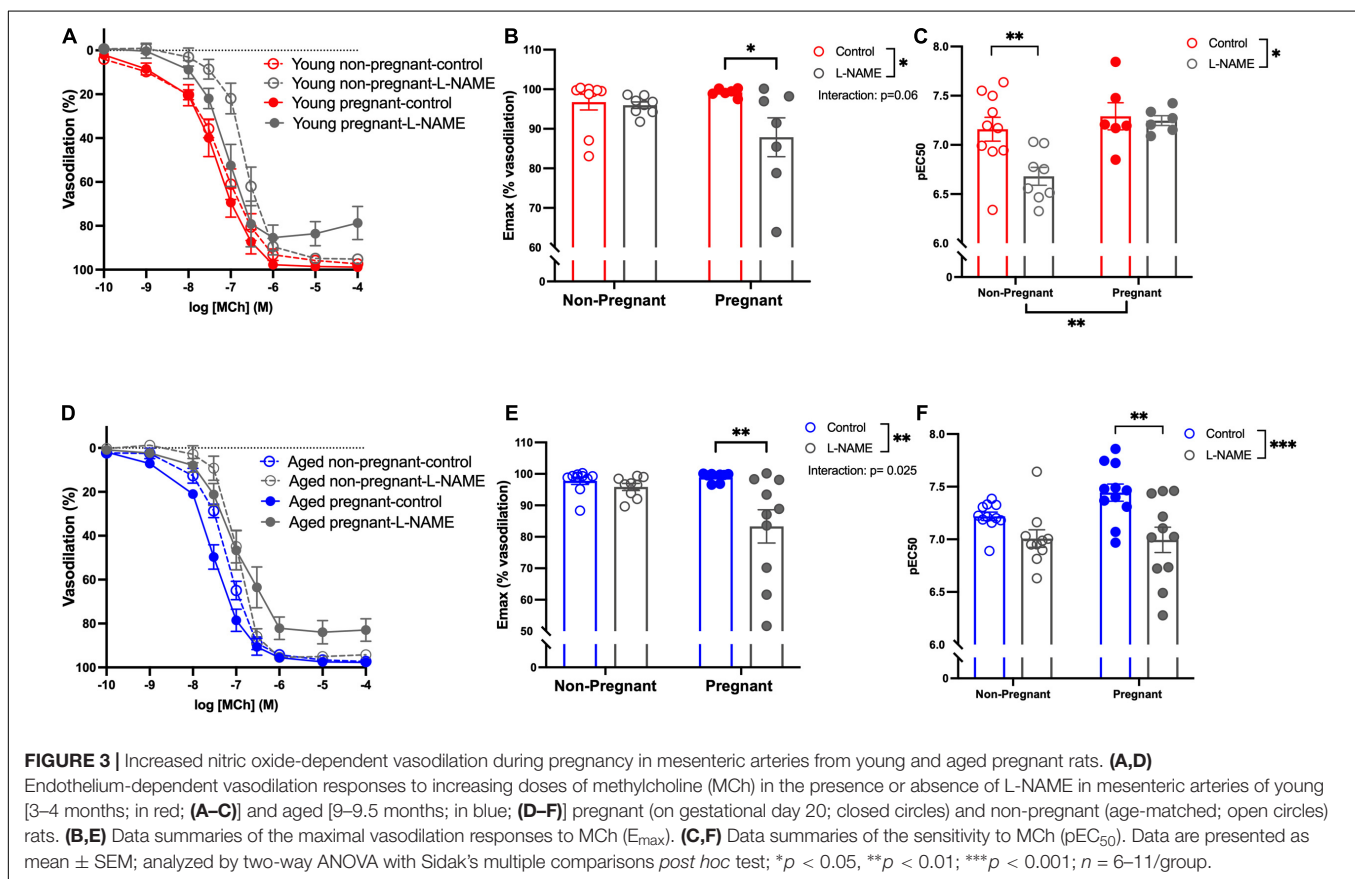 A
0
20
40
60
80
100
Vasodilation (%)
-10 -9 -8 -7 -6 -5 -4
log [MCh] (M)
Young non-pregnant-control
Young non-pregnant-L-NAME
Young pregnant-control
Young pregnant-L-NAME
B
110
100
90
80
70
60
0
Emax (% vasodilation)
Non-Pregnant Pregnant
*
Control
L-NAME
*
Interaction: p=0.06
C
8.0
7.5
7.0
6.5
6.0
0
pEC50
Non-Pregnant Pregnant
**
**
Control
L-NAME
*
D
0
20
40
60
80
100
Vasodilation (%)
-10 -9 -8 -7 -6 -5 -4
log [MCh] (M)
Aged non-pregnant-control
Aged non-pregnant-L-NAME
Aged pregnant-control
Aged pregnant-L-NAME
E
110
100
90
80
70
60
50
0
Emax (% vasodilation)
Non-Pregnant Pregnant
**
Control
L-NAME
**
Interaction: p= 0.025
F
8.0
7.5
7.0
6.5
6.0
0
pEC50
Non-Pregnant Pregnant
**
Control
L-NAME
***
FIGURE 3 | Increased nitric oxide-dependent vasodilation during pregnancy in mesenteric arteries from young and aged pregnant rats. (A,D)
Endothelium-dependent vasodilation responses to increasing doses of methylcholine (MCh) in the presence or absence of L-NAME in mesenteric arteries of young
[3–4 months; in red; (A–C)] and aged [9–9.5 months; in blue; (D–F)] pregnant (on gestational day 20; closed circles) and non-pregnant (age-matched; open circles)
rats. (B,E) Data summaries of the maximal vasodilation responses to MCh (Emax). (C,F) Data summaries of the sensitivity to MCh (pEC50). Data are presented as
mean ± SEM; analyzed by two-way ANOVA with Sidak's multiple comparisons post hoc test; *p < 0.05, **p < 0.01; ***p < 0.001; n = 6–11/group.